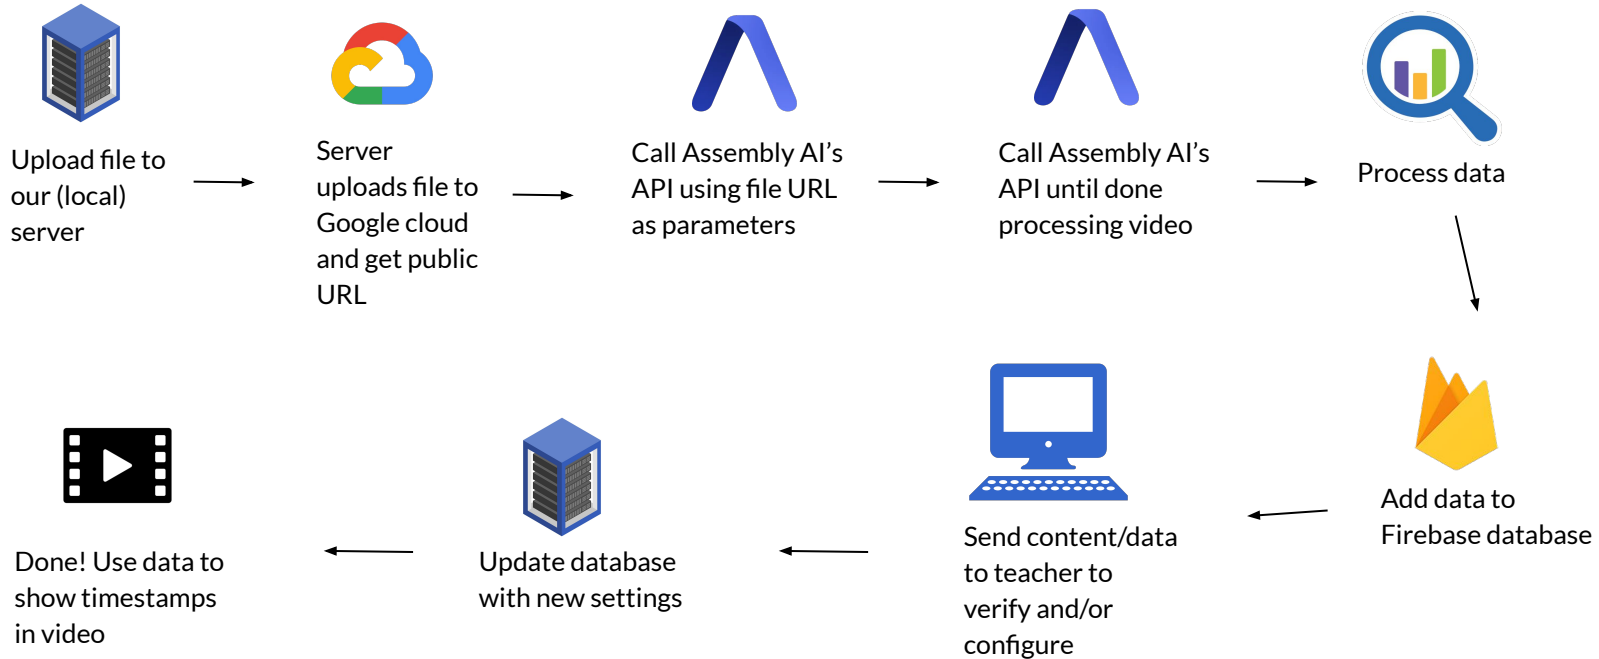 Upload file to
our (local)
server
Server
uploads file to
Google cloud
and get public
URL
Call Assembly AI’s
API using file URL
as parameters
Call Assembly AI’s
API until done
processing video
Process data
Add data to
Firebase database
Send content/data
to teacher to
verify and/or
configure
Update database
with new settings
Done! Use data to
show timestamps
in video